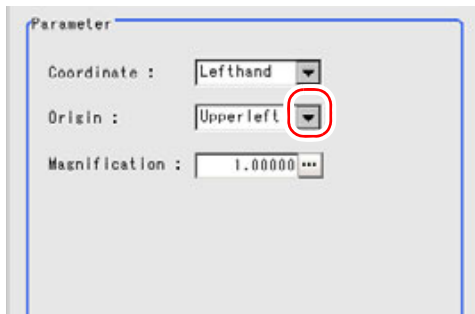 Parameter
Coordinate : Lefthand
Origin : Upperleft
Magnification : 1.00000 ...